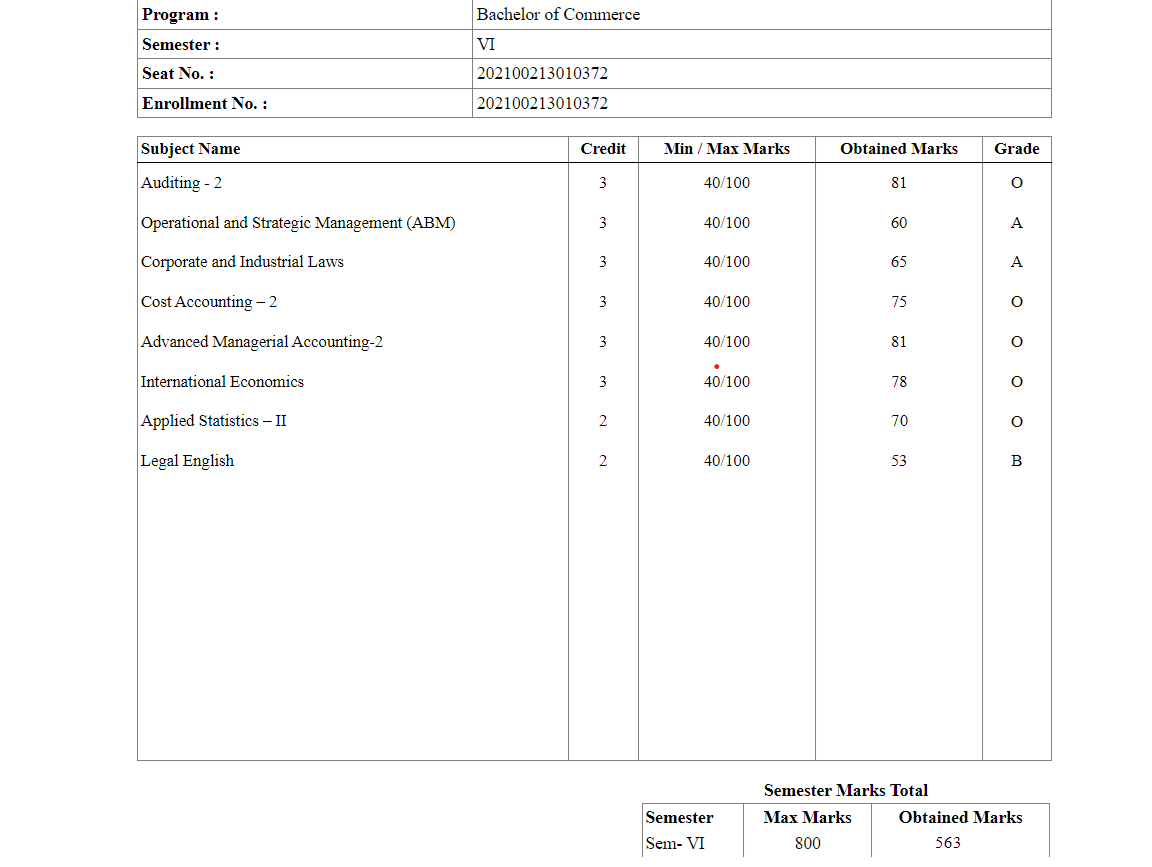 Program : Bachelor of Commerce
Semester : VI
Seat No. : 202100213010372
Enrollment No. : 202100213010372
Subject Name Credit Min / Max Marks Obtained Marks Grade
Auditing - 2 3 40/100 81 O
Operational and Strategic Management (ABM) 3 40/100 60 A
Corporate and Industrial Laws 3 40/100 65 A
Cost Accounting – 2 3 40/100 75 O
Advanced Managerial Accounting-2 3 40/100 81 O
International Economics 3 40/100 78 O
Applied Statistics – II 2 40/100 70 O
Legal English 2 40/100 53 B
Semester Marks Total
Semester Max Marks Obtained Marks
Sem- VI 800 563